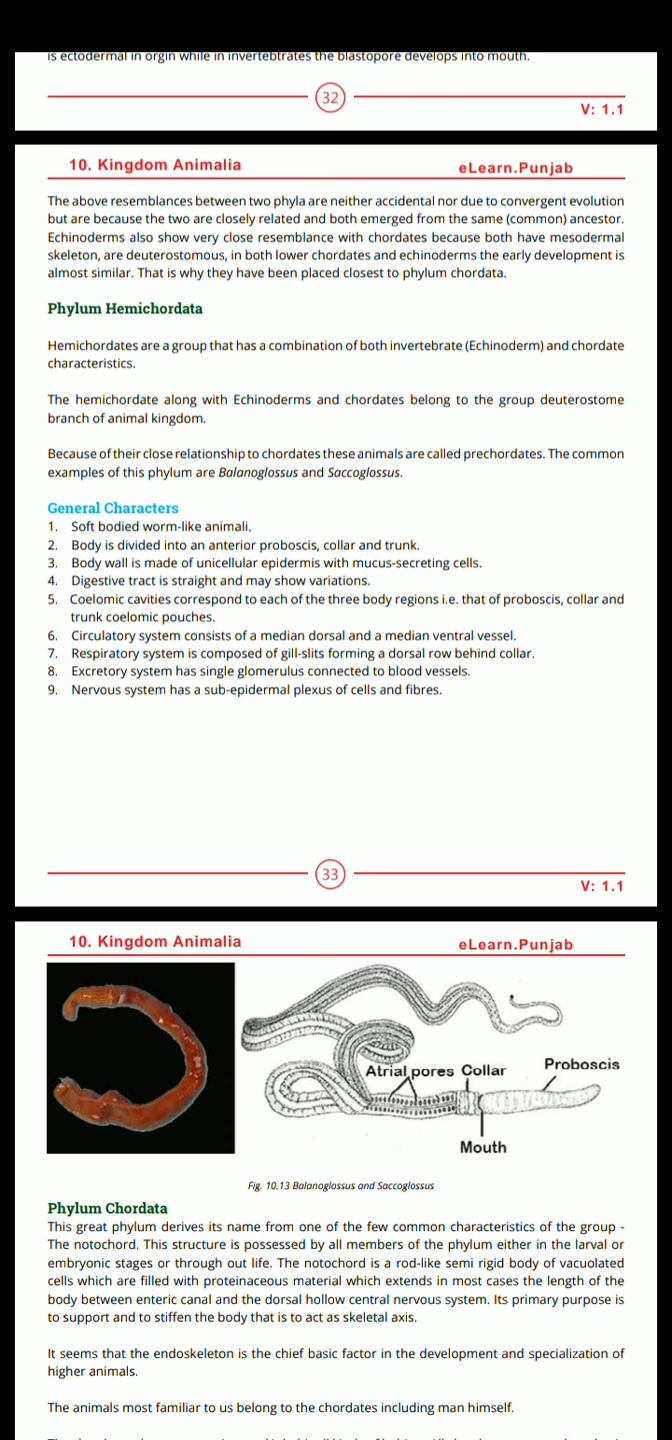 is ectodermal in orgin while in invertebtrates the blastopore develops into mouth.
32
V: 1.1
10. Kingdom Animalia
eLearn.Punjab
The above resemblances between two phyla are neither accidental nor due to convergent evolution
but are because the two are closely related and both emerged from the same (common) ancestor.
Echinoderms also show very close resemblance with chordates because both have mesodermal
skeleton, are deuterostomous, in both lower chordates and echinoderms the early development is
almost similar. That is why they have been placed closest to phylum chordata.
Phylum Hemichordata
Hemichordates are a group that has a combination of both invertebrate (Echinoderm) and chordate
characteristics.
The hemichordate along with Echinoderms and chordates belong to the group deuterostome
branch of animal kingdom.
Because of their close relationship to chordates these animals are called prechordates. The common
examples of this phylum are Balanoglossus and Saccoglossus.
General Characters
1. Soft bodied worm-like animali.
2. Body is divided into an anterior proboscis, collar and trunk.
3. Body wall is made of unicellular epidermis with mucus-secreting cells.
4. Digestive tract is straight and may show variations.
5. Coelomic cavities correspond to each of the three body regions i.e. that of proboscis, collar and
trunk coelomic pouches.
6. Circulatory system consists of a median dorsal and a median ventral vessel.
7. Respiratory system is composed of gill-slits forming a dorsal row behind collar.
8. Excretory system has single glomerulus connected to blood vessels.
9. Nervous system has a sub-epidermal plexus of cells and fibres.
33
V: 1.1
10. Kingdom Animalia
eLearn.Punjab
Atrial pores Collar
Proboscis
Mouth
Fig. 10.13 Balanoglossus and Saccoglossus
Phylum Chordata
This great phylum derives its name from one of the few common characteristics of the group -
The notochord. This structure is possessed by all members of the phylum either in the larval or
embryonic stages or through out life. The notochord is a rod-like semi rigid body of vacuolated
cells which are filled with proteinaceous material which extends in most cases the length of the
body between enteric canal and the dorsal hollow central nervous system. Its primary purpose is
to support and to stiffen the body that is to act as skeletal axis.
It seems that the endoskeleton is the chief basic factor in the development and specialization of
higher animals.
The animals most familiar to us belong to the chordates including man himself.